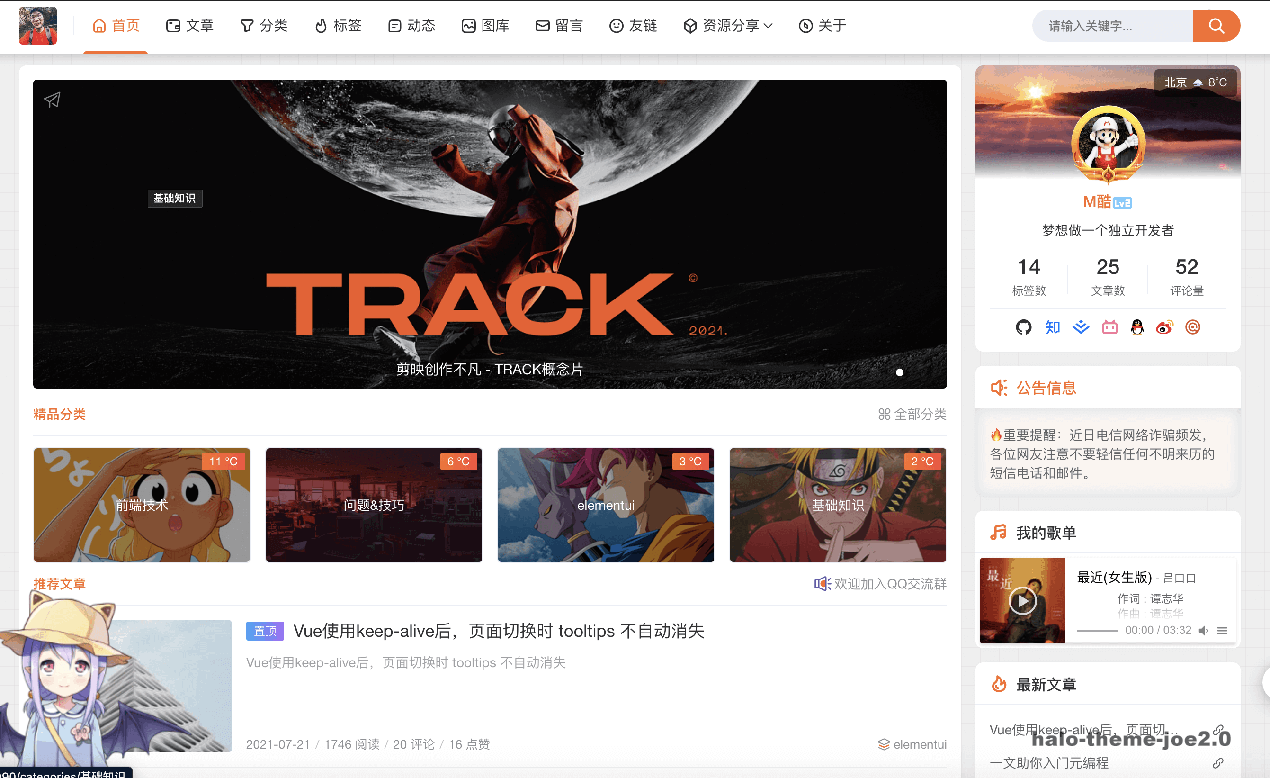 首页 文章 分类 标签 动态 图库 留言 友链 资源分享 关于
请输入关键字...
基础知识
TRACK ©
2021.
剪映创作不凡 - TRACK概念片
精品分类
全部分类
11 ℃
前端技术
6 ℃
问题&技巧
3 ℃
elementui
2 ℃
基础知识
推荐文章
欢迎加入QQ交流群
置顶 Vue使用keep-alive后，页面切换时 tooltips 不自动消失
Vue使用keep-alive后，页面切换时 tooltips 不自动消失
2021-07-21 / 1746 阅读 / 20 评论 / 16 点赞
elementui
90/categories/基础知识
北京 8℃
M酷 Lv2
梦想做一个独立开发者
14 25 52
标签数 文章数 评论量
知
公告信息
🔥重要提醒：近日电信网络诈骗频发，
各位网友注意不要轻信任何不明来历的
短信电话和邮件。
我的歌单
最近
最近(女生版) - 吕口口
作词 : 谭志华
作曲 : 谭志华
00:00 / 03:32
最新文章
Vue使用keep-alive后，页面切...
halo-theme-joe2.0
一文助你入门元编程